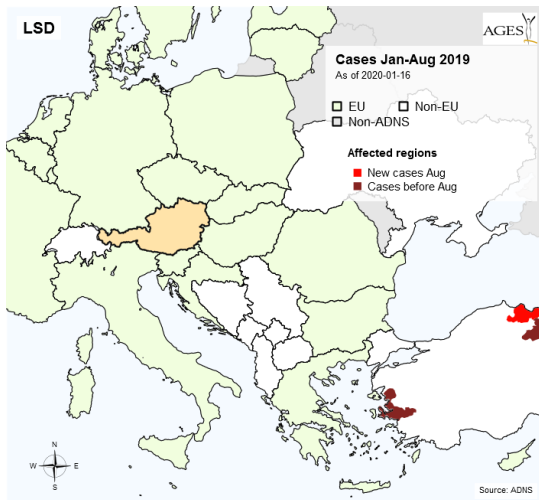 LSD
AGES
Cases Jan-Aug 2019
As of 2020-01-16
EU
Non-EU
Non-ADNS
Affected regions
New cases Aug
Cases before Aug
N
W
E
S
Source: ADNS